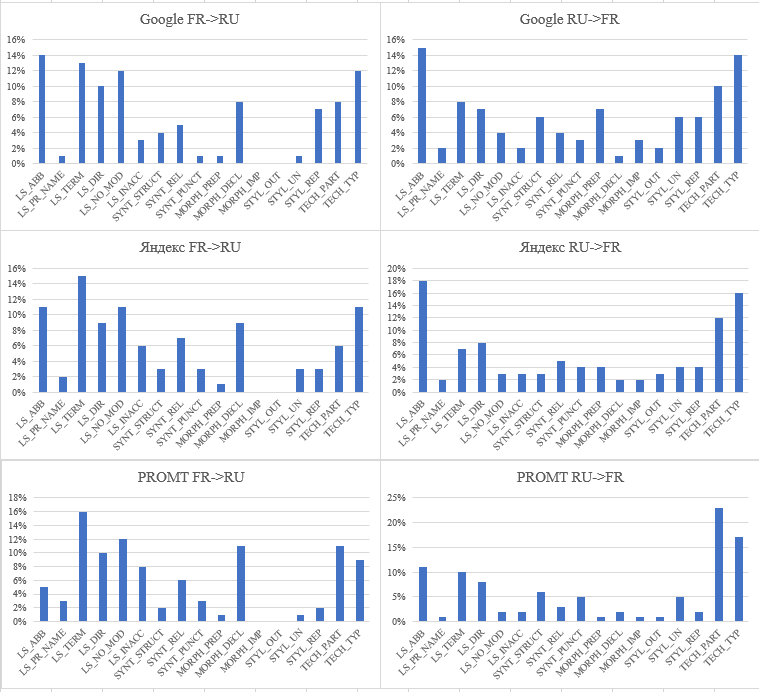 Google FR->RU
16%
14%
12%
10%
8%
6%
4%
2%
0%
LS_ABB
LS_PR_NAME
LS_TERM
LS_DIR
LS_NO_MOD
LS_INACC
SYNT_STRUCT
SYNT_REL
SYNT_PUNCT
MORPH_PREP
MORPH_DECL
MORPH_IMP
STYL_OUT
STYL_UN
STYL_REP
TECH_PART
TECH_TYP
Google RU->FR
16%
14%
12%
10%
8%
6%
4%
2%
0%
LS_ABB
LS_PR_NAME
LS_TERM
LS_DIR
LS_NO_MOD
LS_INACC
SYNT_STRUCT
SYNT_REL
SYNT_PUNCT
MORPH_PREP
MORPH_DECL
MORPH_IMP
STYL_OUT
STYL_UN
STYL_REP
TECH_PART
TECH_TYP
Яндекс FR->RU
16%
14%
12%
10%
8%
6%
4%
2%
0%
LS_ABB
LS_PR_NAME
LS_TERM
LS_DIR
LS_NO_MOD
LS_INACC
SYNT_STRUCT
SYNT_REL
SYNT_PUNCT
MORPH_PREP
MORPH_DECL
MORPH_IMP
STYL_OUT
STYL_UN
STYL_REP
TECH_PART
TECH_TYP
Яндекс RU->FR
20%
18%
16%
14%
12%
10%
8%
6%
4%
2%
0%
LS_ABB
LS_PR_NAME
LS_TERM
LS_DIR
LS_NO_MOD
LS_INACC
SYNT_STRUCT
SYNT_REL
SYNT_PUNCT
MORPH_PREP
MORPH_DECL
MORPH_IMP
STYL_OUT
STYL_UN
STYL_REP
TECH_PART
TECH_TYP
PROMT FR->RU
18%
16%
14%
12%
10%
8%
6%
4%
2%
0%
LS_ABB
LS_PR_NAME
LS_TERM
LS_DIR
LS_NO_MOD
LS_INACC
SYNT_STRUCT
SYNT_REL
SYNT_PUNCT
MORPH_PREP
MORPH_DECL
MORPH_IMP
STYL_OUT
STYL_UN
STYL_REP
TECH_PART
TECH_TYP
PROMT RU->FR
25%
20%
15%
10%
5%
0%
LS_ABB
LS_PR_NAME
LS_TERM
LS_DIR
LS_NO_MOD
LS_INACC
SYNT_STRUCT
SYNT_REL
SYNT_PUNCT
MORPH_PREP
MORPH_DECL
MORPH_IMP
STYL_OUT
STYL_UN
STYL_REP
TECH_PART
TECH_TYP